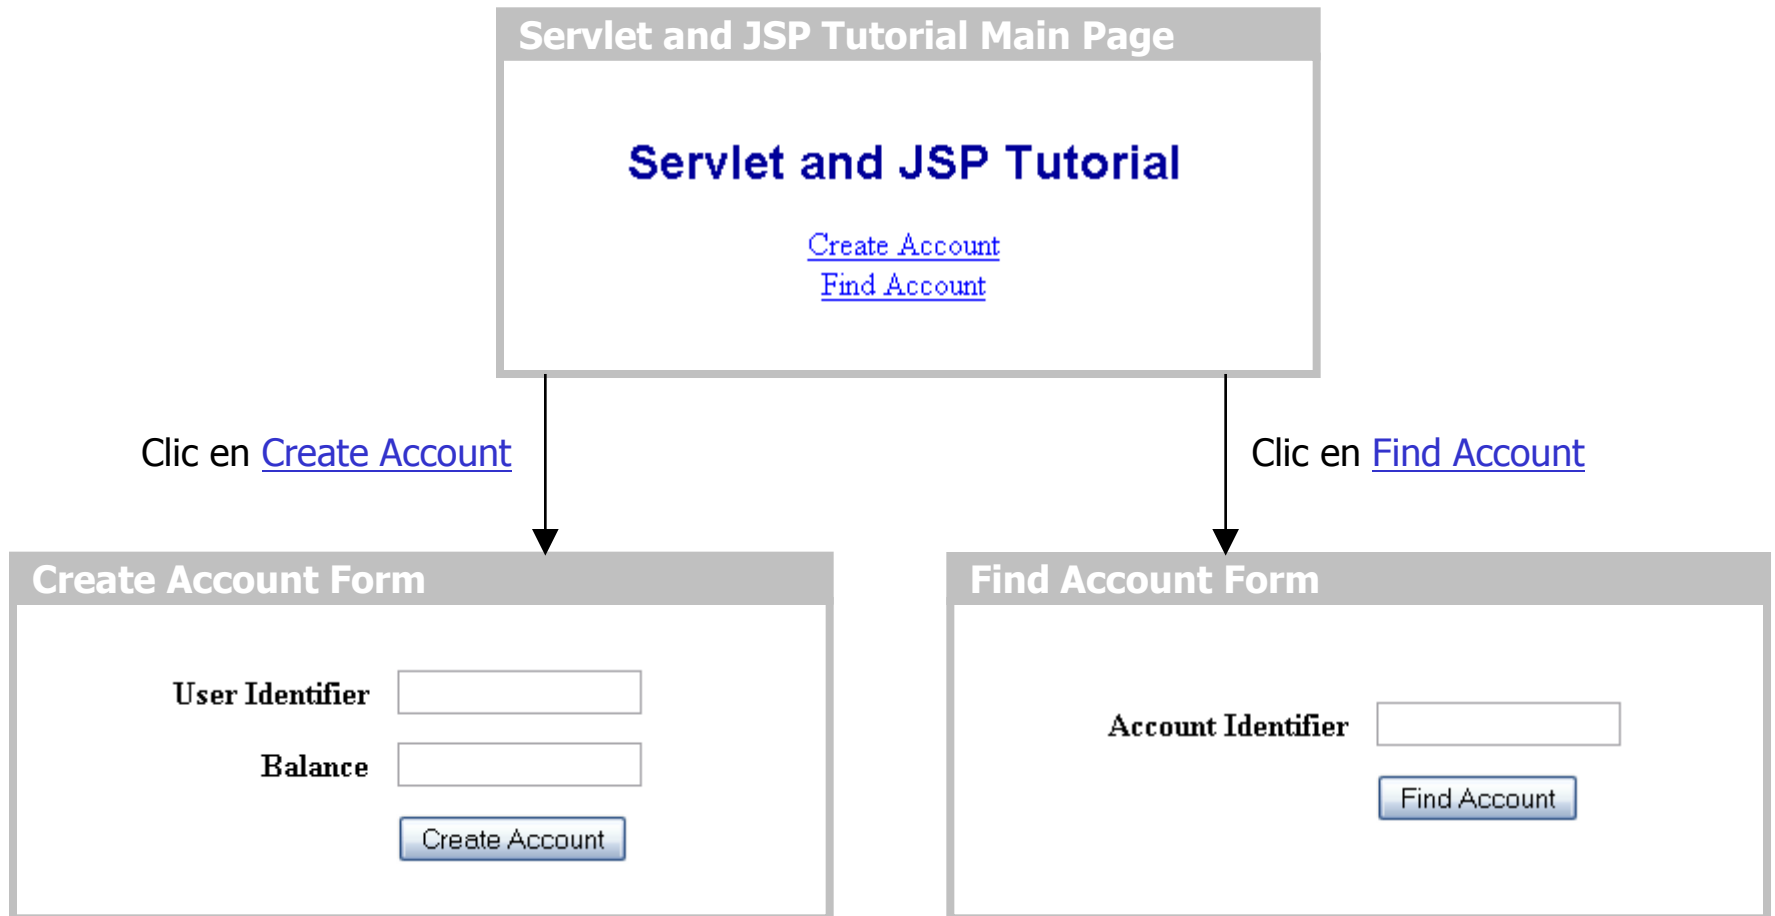 Servlet and JSP Tutorial Main Page
Servlet and JSP Tutorial
Create Account
Find Account
Clic en Create Account
Clic en Find Account
Create Account Form
User Identifier
Balance
Create Account
Find Account Form
Account Identifier
Find Account